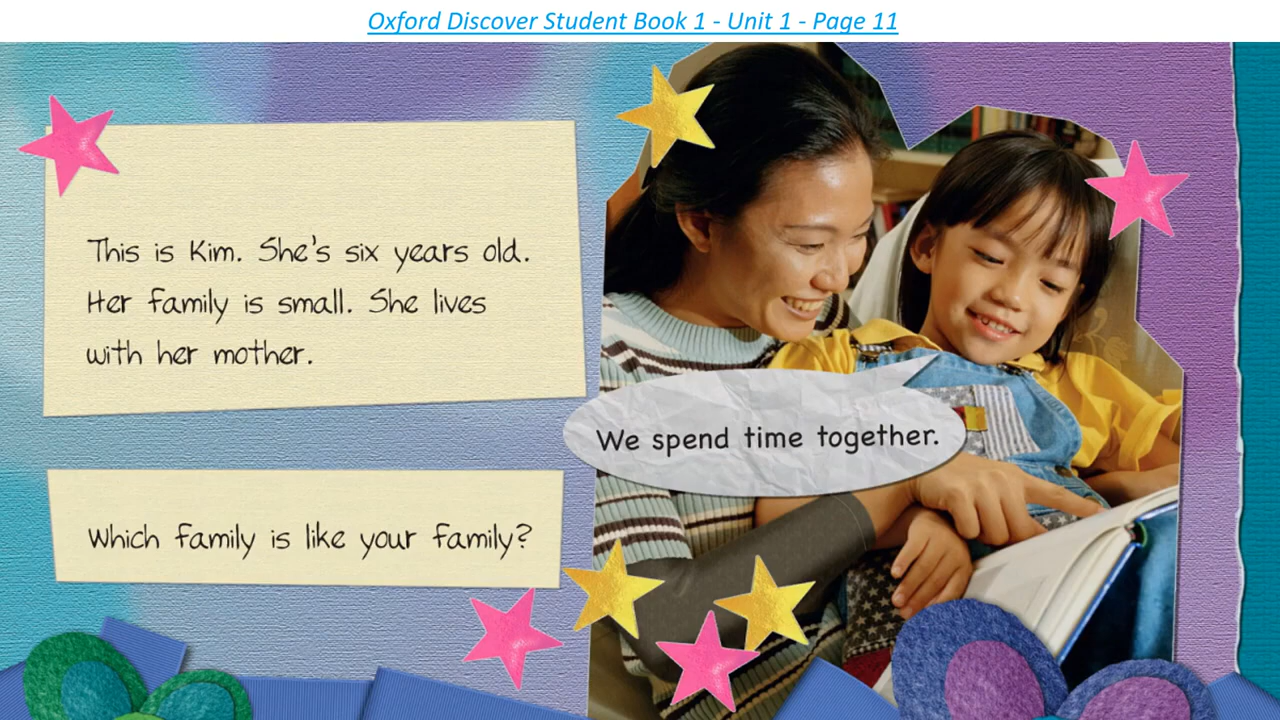 Oxford Discover Student Book 1 - Unit 1 - Page 11
This is Kim. She's six years old.
Her family is small. She lives
with her mother.
We spend time together.
Which family is like your family?